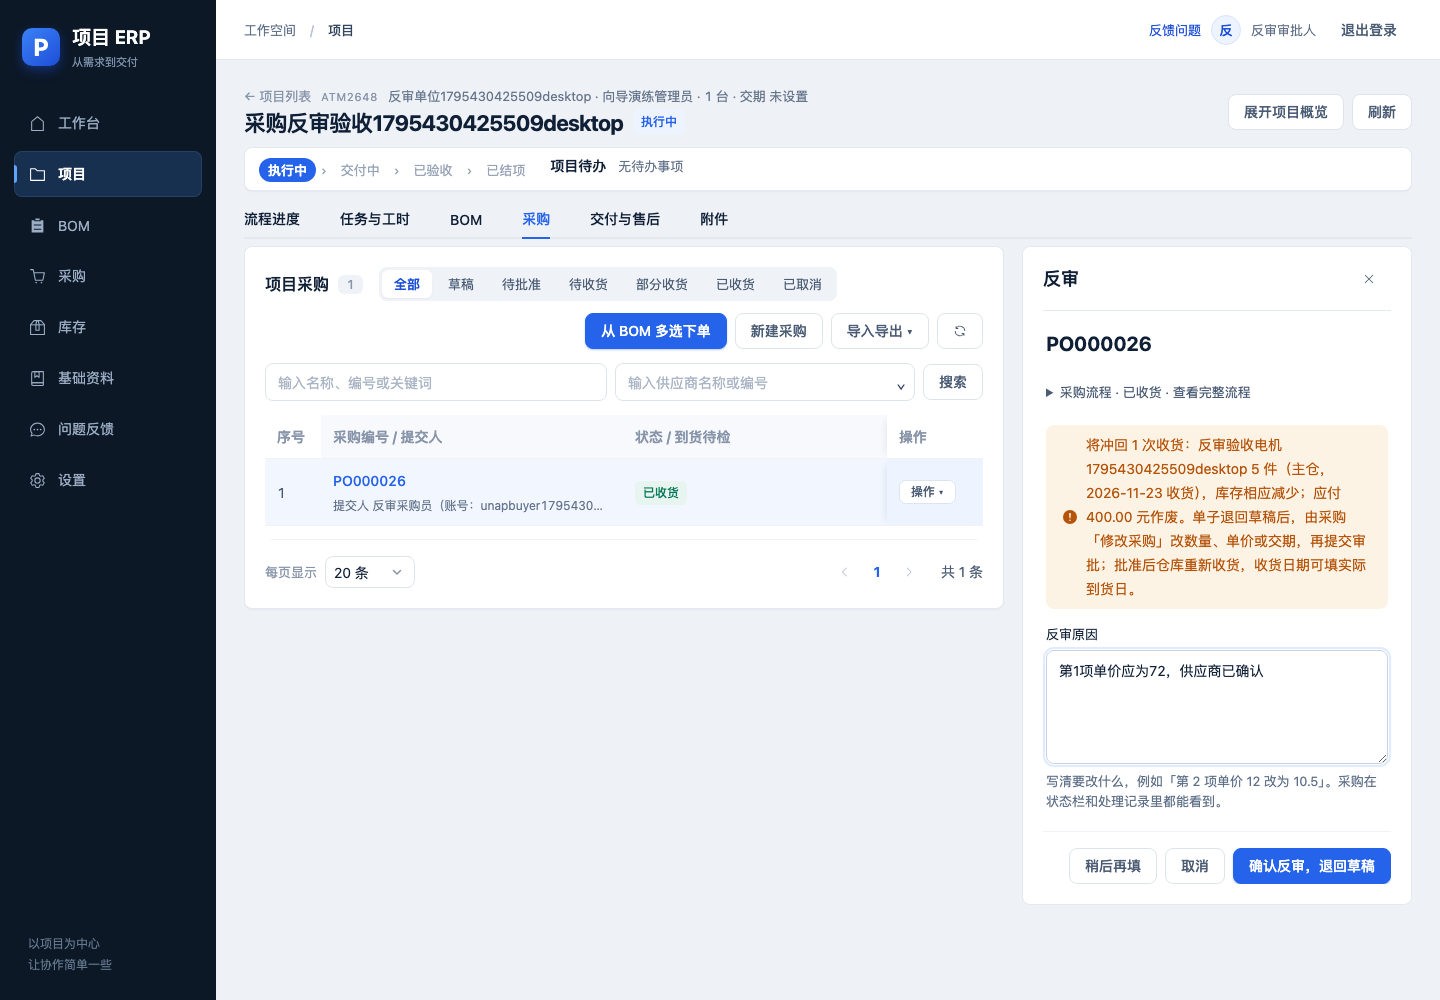 P
项目 ERP
从需求到交付
工作台
项目
BOM
采购
库存
基础资料
问题反馈
设置
以项目为中心
让协作简单一些
工作空间 / 项目
反馈问题 反 反审审批人 退出登录
← 项目列表 ATM2648 反审单位1795430425509desktop · 向导演练管理员 · 1 台 · 交期 未设置
采购反审验收1795430425509desktop 执行中
展开项目概览 刷新
执行中 › 交付中 › 已验收 › 已结项 项目待办 无待办事项
流程进度 任务与工时 BOM 采购 交付与售后 附件
项目采购 1 全部 草稿 待批准 待收货 部分收货 已收货 已取消
从 BOM 多选下单 新建采购 导入导出 ▾
输入名称、编号或关键词 输入供应商名称或编号 搜索
序号 采购编号 / 提交人 状态 / 到货待检 操作
1 PO000026 已收货 操作 ▾
提交人 反审采购员（账号：unapbuyer1795430...
每页显示 20 条 1 共 1 条
反审
PO000026
▶ 采购流程 · 已收货 · 查看完整流程
将冲回 1 次收货：反审验收电机
1795430425509desktop 5 件（主仓，
2026-11-23 收货），库存相应减少；应付
400.00 元作废。单子退回草稿后，由采购
「修改采购」改数量、单价或交期，再提交审
批；批准后仓库重新收货，收货日期可填实际
到货日。
反审原因
第1项单价应为72，供应商已确认
写清要改什么，例如「第 2 项单价 12 改为 10.5」。采购在
状态栏和处理记录里都能看到。
稍后再填 取消 确认反审，退回草稿